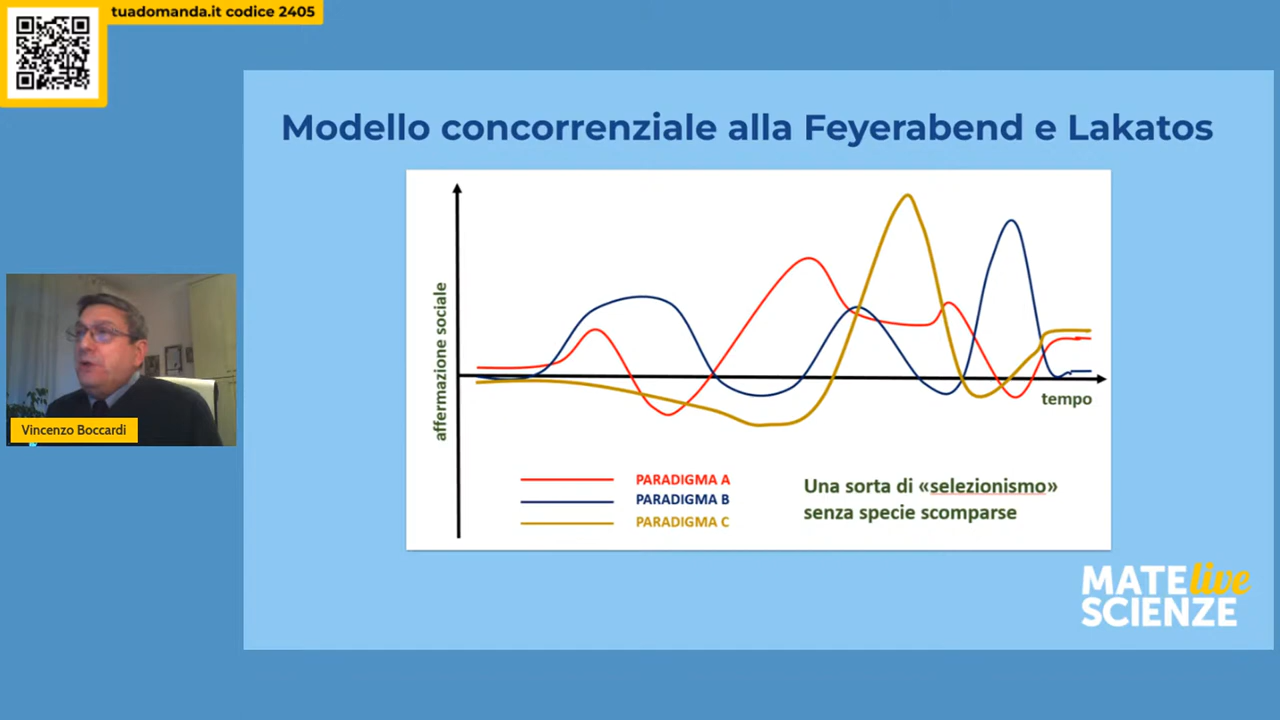 tuadomanda.it codice 2405
Modello concorrenziale alla Feyerabend e Lakatos
affermazione sociale
tempo
PARADIGMA A
PARADIGMA B
PARADIGMA C
Una sorta di «selezionismo»
senza specie scomparse
Vincenzo Boccardi
MATE live
SCIENZE